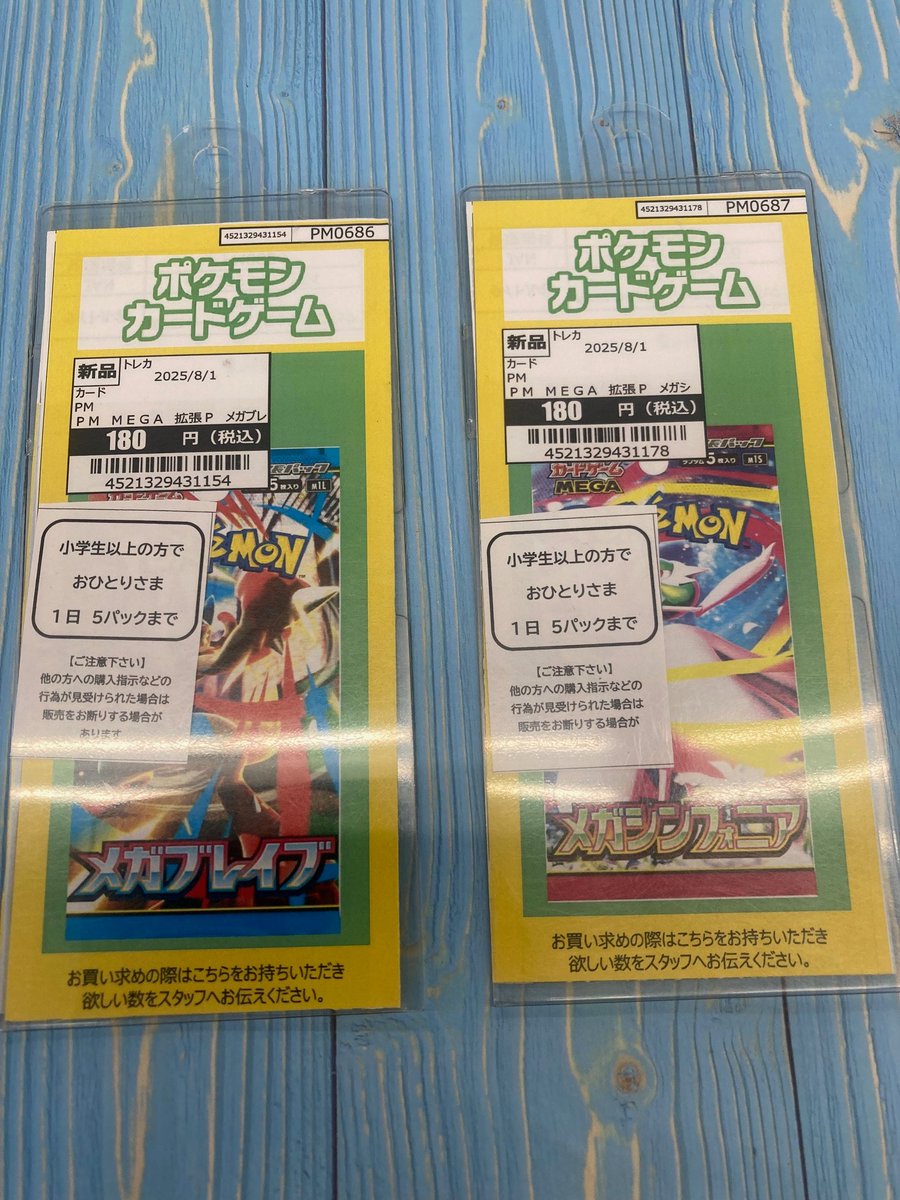 4521329431154 PM0686
ポケモン
カードゲーム
新品 トレカ
2025/8/1
カード
PM
PM MEGA 拡張P メガブレ
180 円(税込)
4521329431154
5枚入り M1L
小学生以上の方で
おひとりさま
1日 5パックまで
【ご注意下さい】
他の方への購入指示などの
行為が見受けられた場合は
販売をお断りする場合が
あります
メガブレイブ
お買い求めの際はこちらをお持ちいただき
欲しい数をスタッフへお伝えください。
4521329431178 PM0687
ポケモン
カードゲーム
新品 トレカ
2025/8/1
カード
PM
PM MEGA 拡張P メガシ
180 円(税込)
4521329431178
カードゲーム
MEGA
5枚入り M1S
小学生以上の方で
おひとりさま
1日 5パックまで
【ご注意下さい】
他の方への購入指示などの
行為が見受けられた場合は
販売をお断りする場合が
メガシンフォニア
お買い求めの際はこちらをお持ちいただき
欲しい数をスタッフへお伝えください。